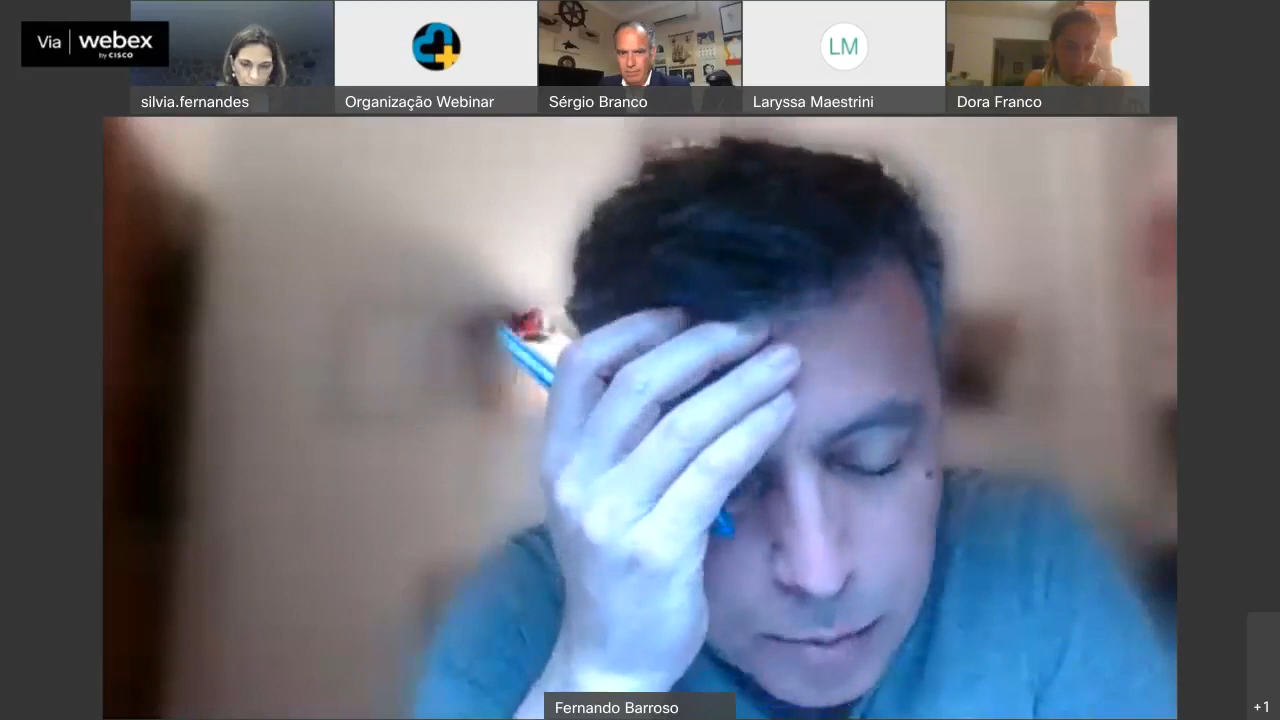 Via webex
by CISCO
silvia.fernandes
Organização Webinar
Sérgio Branco
LM
Laryssa Maestrini
Dora Franco
Fernando Barroso
+1